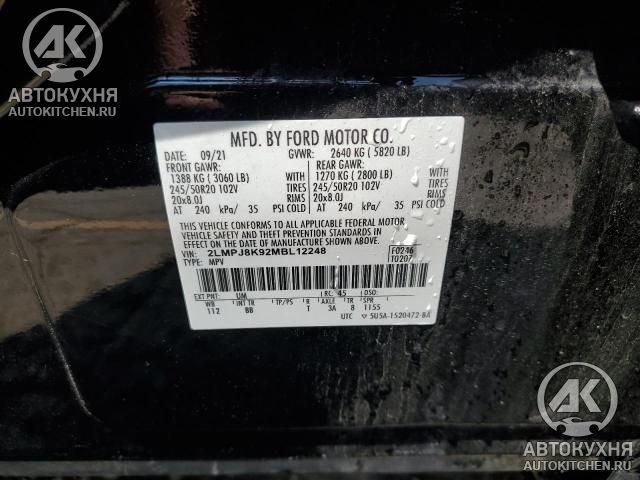 АК
АВТОКУХНЯ
AUTOKITCHEN.RU
MFD. BY FORD MOTOR CO.
DATE: 09/21 GVWR: 2640 KG ( 5820 LB)
FRONT GAWR: REAR GAWR:
1388 KG ( 3060 LB) 1270 KG ( 2800 LB)
245/50R20 102V TIRES 245/50R20 102V TIRES
20x8.0J RIMS 20x8.0J RIMS
AT 240 kPa/ 35 PSI COLD AT 240 kPa/ 35 PSI COLD
THIS VEHICLE CONFORMS TO ALL APPLICABLE FEDERAL MOTOR
VEHICLE SAFETY AND THEFT PREVENTION STANDARDS IN
EFFECT ON THE DATE OF MANUFACTURE SHOWN ABOVE.
VIN: 2LMPJ8K92MBL12248 F0246
TYPE: MPV T0207
EXT PNT: UM RC: 45
WB INT TR TP/PS R AXLE TR SPR
112 BB T 3A 8 1155
UTC 5U5A-1520472-BA
АК
АВТОКУХНЯ
AUTOKITCHEN.RU